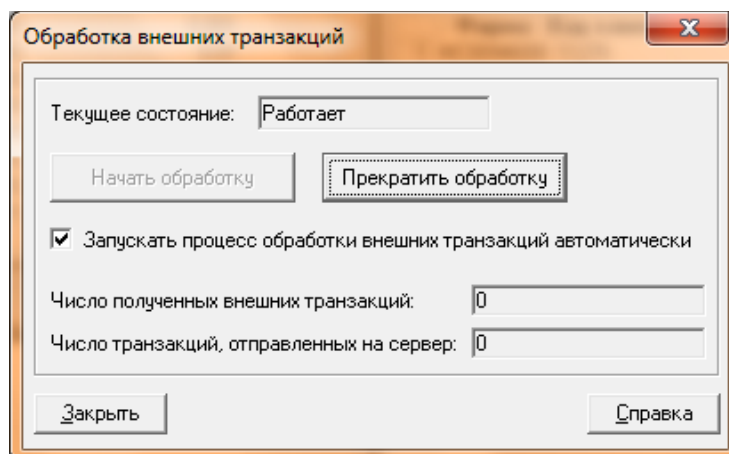 Обработка внешних транзакций
Текущее состояние: Работает
Начать обработку Прекратить обработку
Запускать процесс обработки внешних транзакций автоматически
Число полученных внешних транзакций: 0
Число транзакций, отправленных на сервер: 0
Закрыть Справка